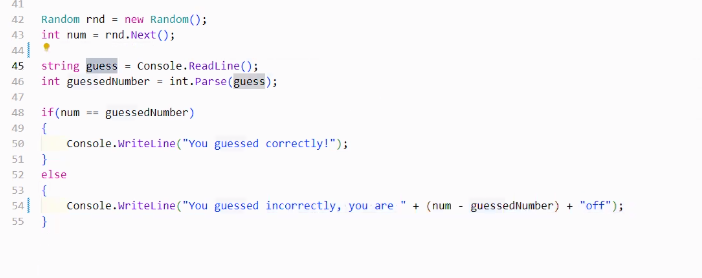 41
42 Random rnd = new Random();
43 int num = rnd.Next();
44
45 string guess = Console.ReadLine();
46 int guessedNumber = int.Parse(guess);
47
48 if(num == guessedNumber)
49 {
50     Console.WriteLine("You guessed correctly!");
51 }
52 else
53 {
54     Console.WriteLine("You guessed incorrectly, you are " + (num - guessedNumber) + "off");
55 }